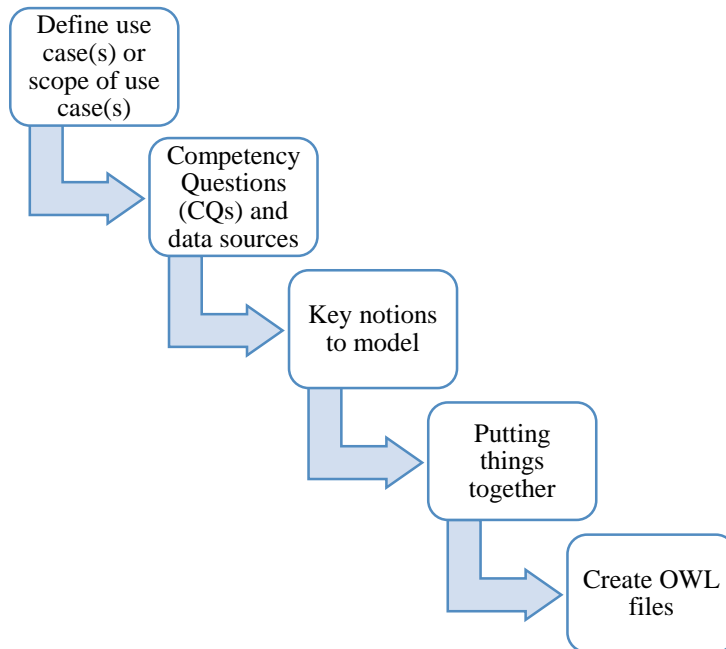 Define use
case(s) or
scope of use
case(s)
Competency
Questions
(CQs) and
data sources
Key notions
to model
Putting
things
together
Create OWL
files